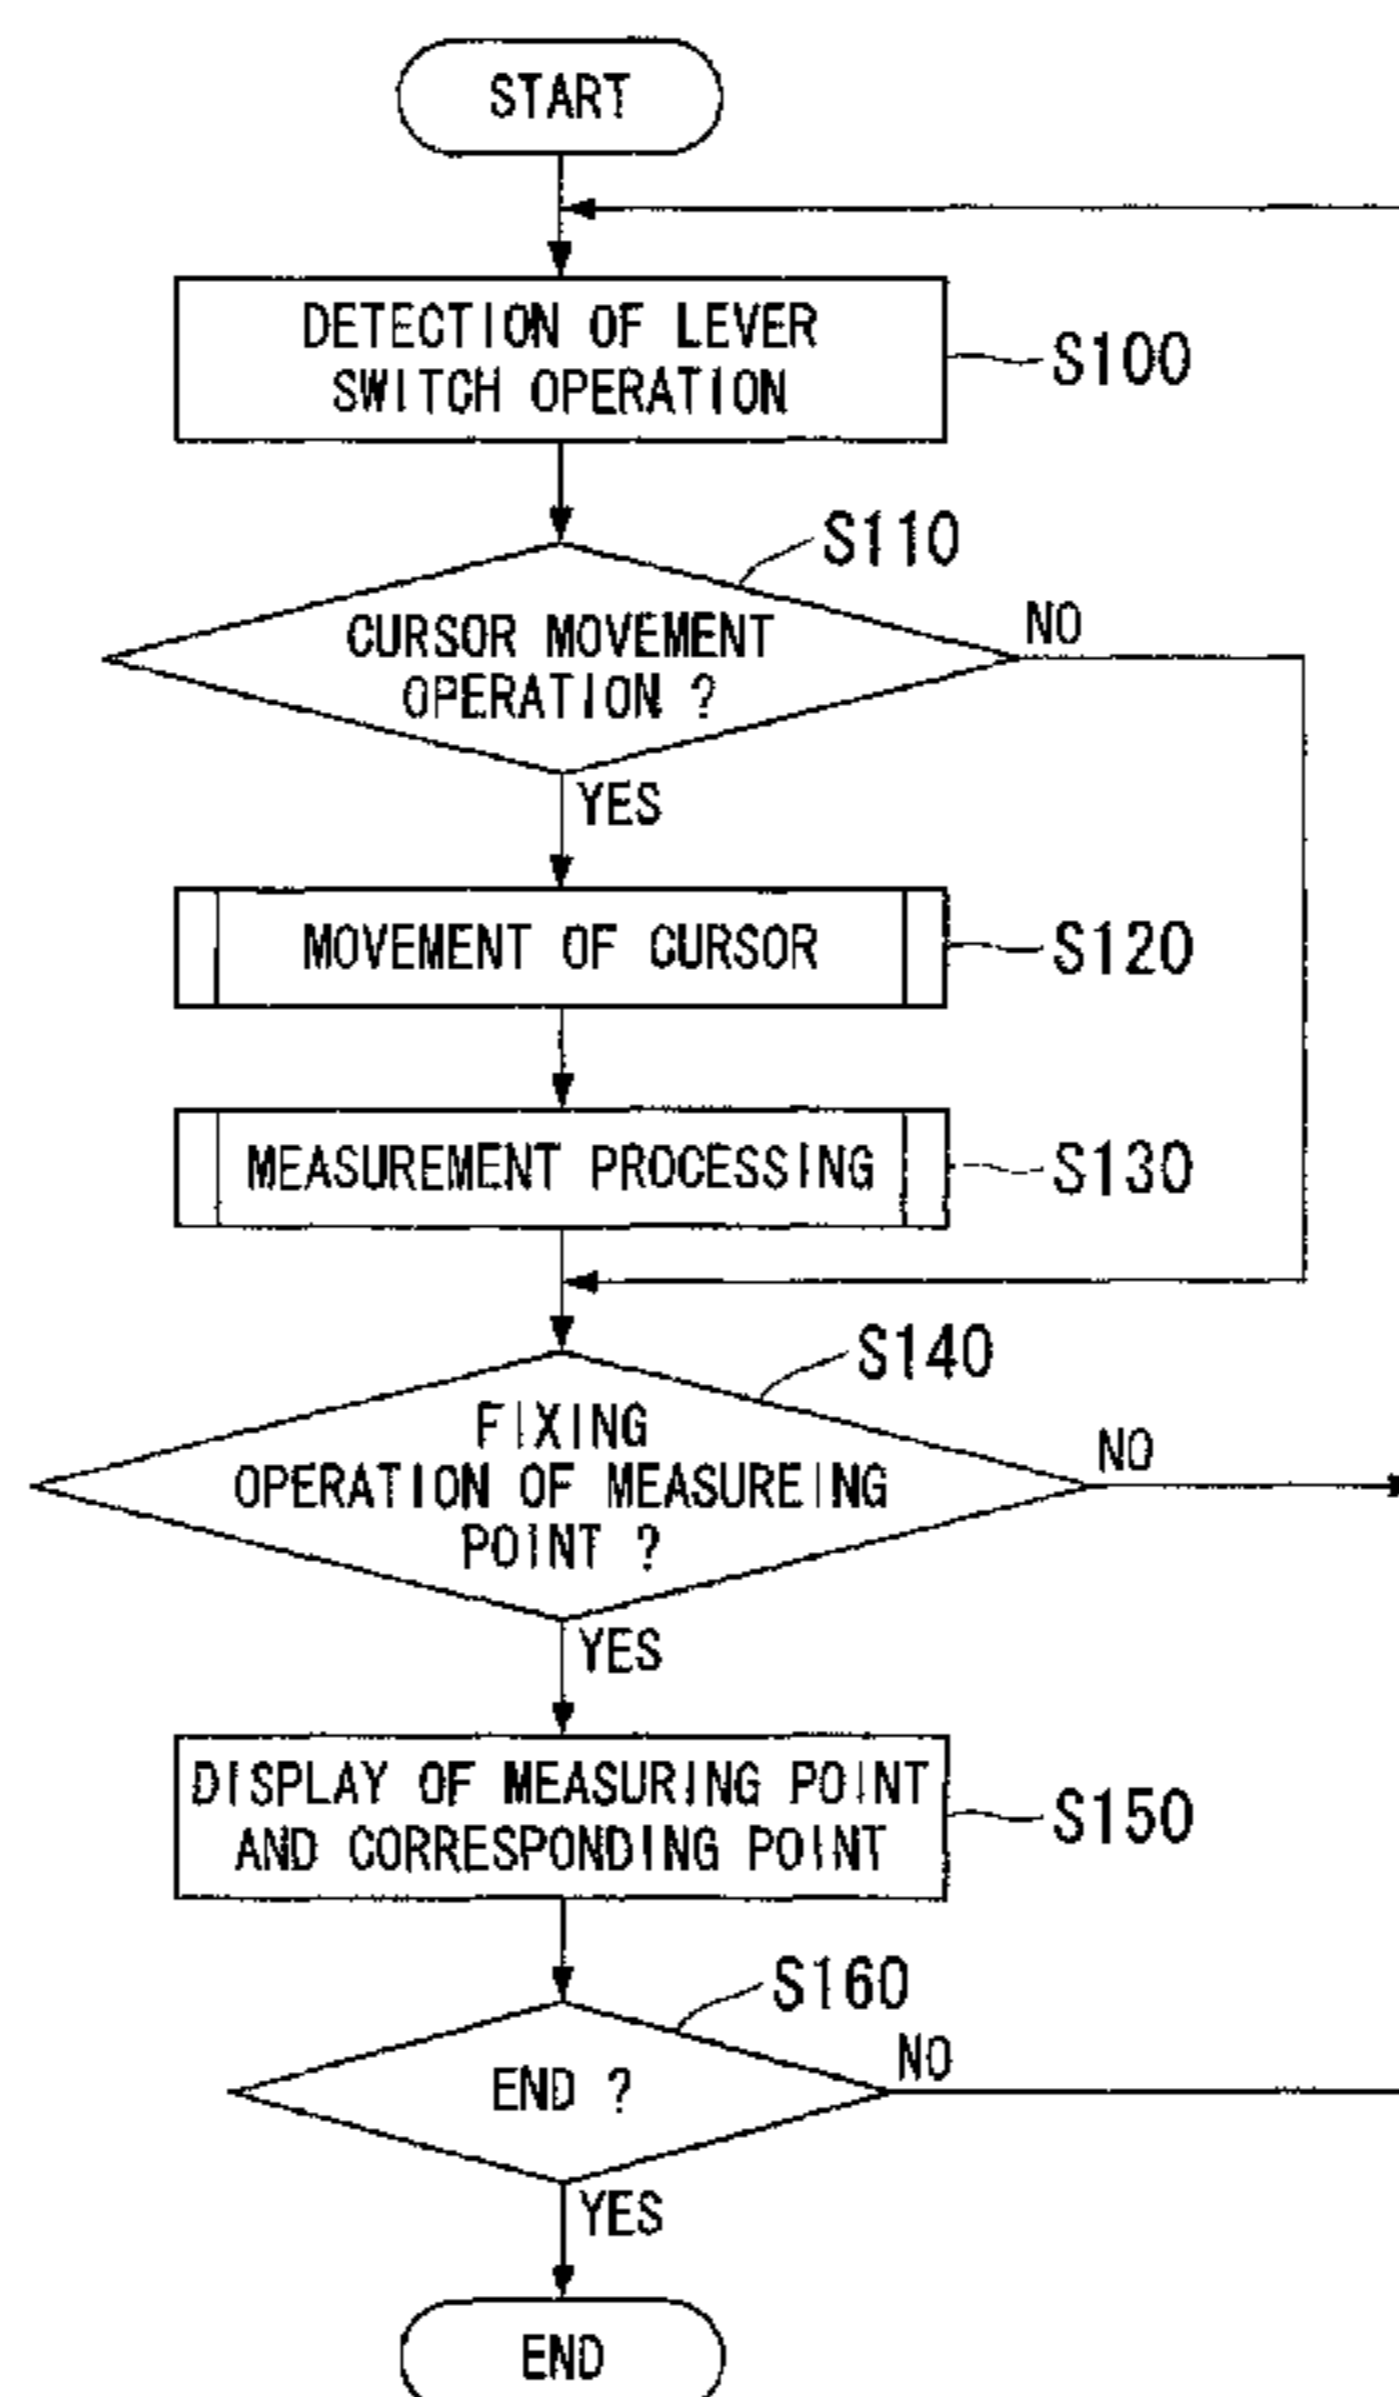 START
DETECTION OF LEVER
SWITCH OPERATION
S100
S110
CURSOR MOVEMENT
OPERATION ?
NO
YES
MOVEMENT OF CURSOR
S120
MEASUREMENT PROCESSING
S130
S140
FIXING
OPERATION OF MEASUREING
POINT ?
NO
YES
DISPLAY OF MEASURING POINT
AND CORRESPONDING POINT
S150
S160
END ?
NO
YES
END